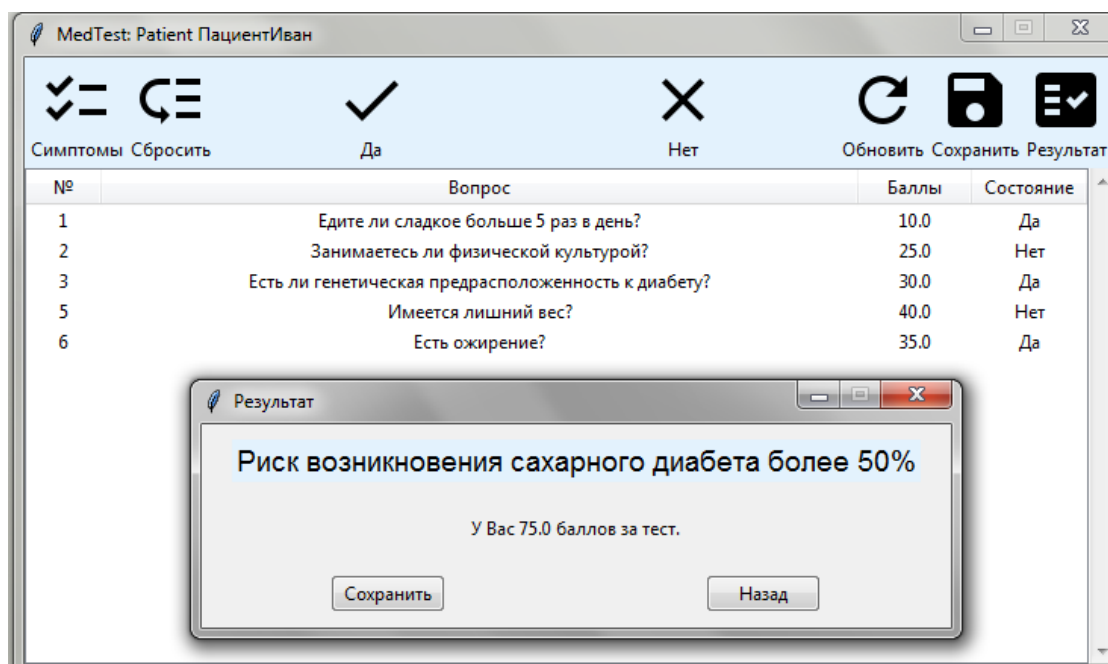 MedTest: Patient ПациентИван
Симптомы Сбросить Да Нет Обновить Сохранить Результат
№ Вопрос Баллы Состояние
1 Едите ли сладкое больше 5 раз в день? 10.0 Да
2 Занимаетесь ли физической культурой? 25.0 Нет
3 Есть ли генетическая предрасположенность к диабету? 30.0 Да
5 Имеется лишний вес? 40.0 Нет
6 Есть ожирение? 35.0 Да
Результат
Риск возникновения сахарного диабета более 50%
У Вас 75.0 баллов за тест.
Сохранить Назад